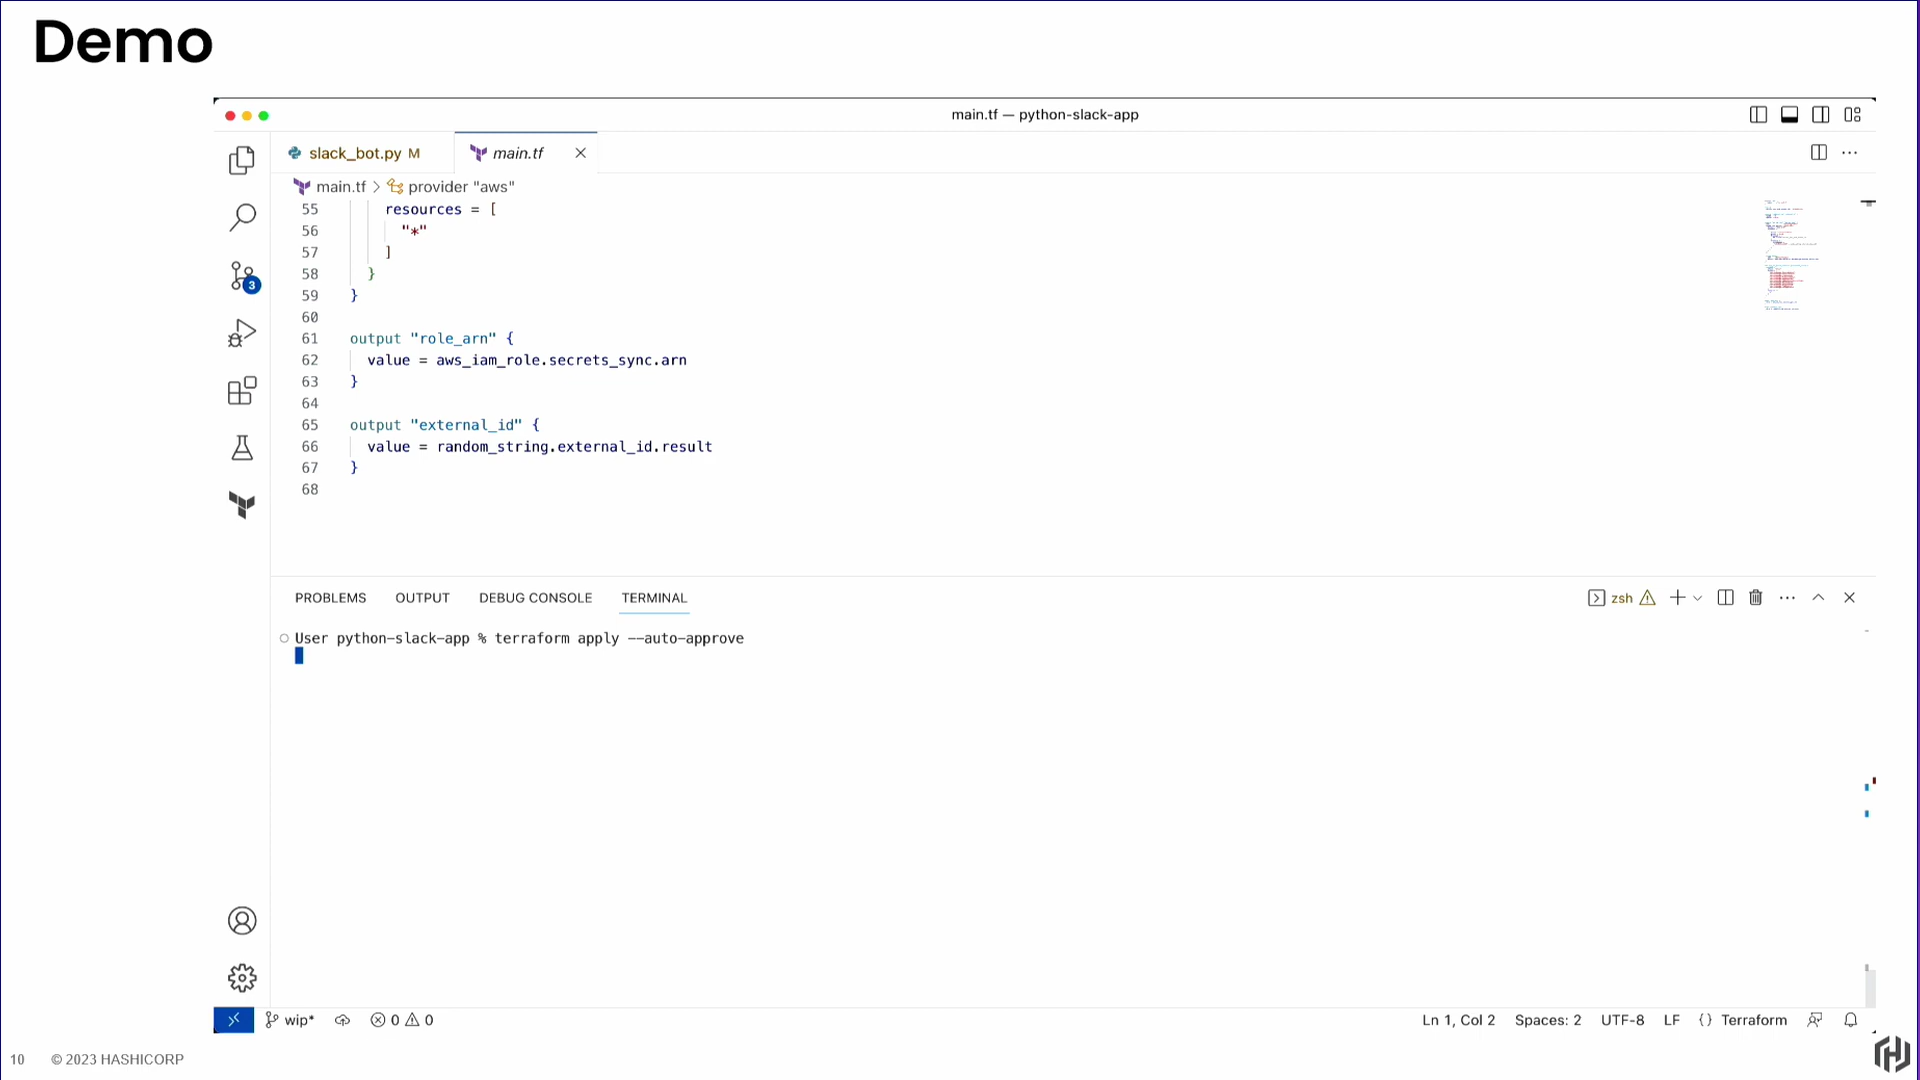 Demo
main.tf — python-slack-app
slack_bot.py M
main.tf
main.tf > provider "aws"
55 resources = [
56 "*"
57 ]
58 }
59 }
60
61 output "role_arn" {
62 value = aws_iam_role.secrets_sync.arn
63 }
64
65 output "external_id" {
66 value = random_string.external_id.result
67 }
68
3
PROBLEMS OUTPUT DEBUG CONSOLE TERMINAL
zsh
User python-slack-app % terraform apply --auto-approve
wip* 0 0
Ln 1, Col 2 Spaces: 2 UTF-8 LF {} Terraform
10 © 2023 HASHICORP